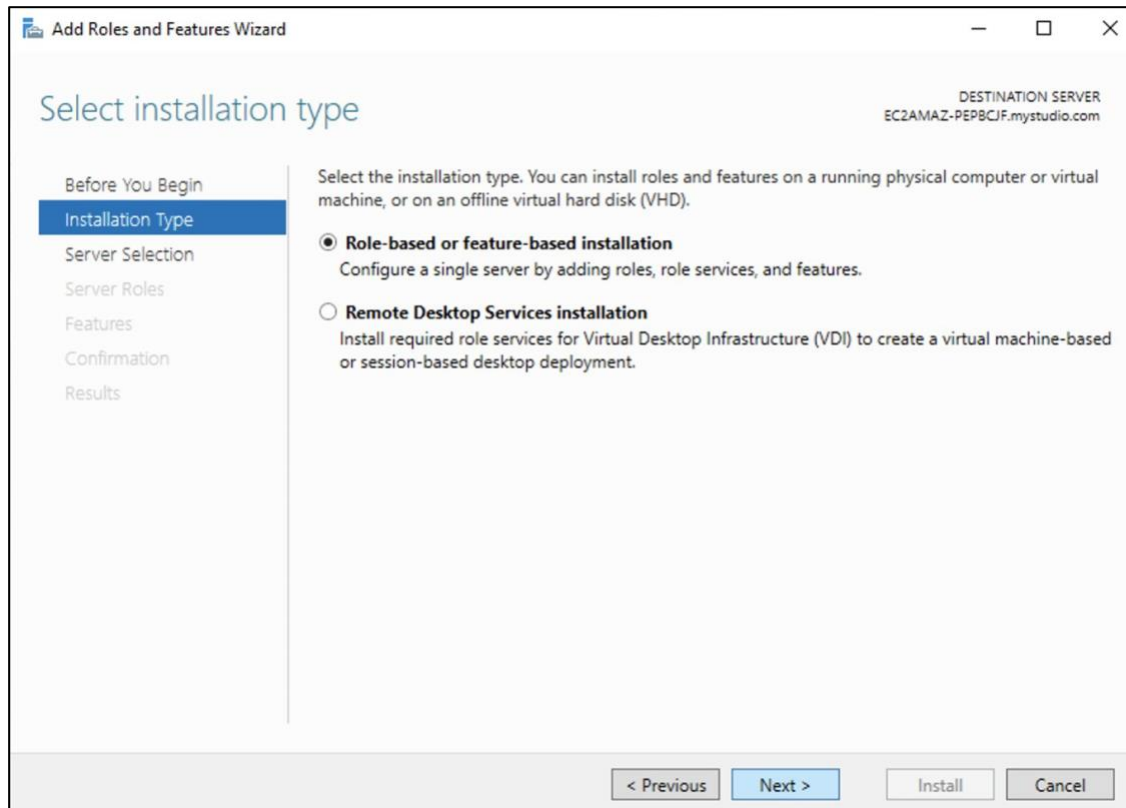 Add Roles and Features Wizard
Select installation type
DESTINATION SERVER
EC2AMAZ-PEPBCJF.mystudio.com
Before You Begin
Installation Type
Server Selection
Server Roles
Features
Confirmation
Results
Select the installation type. You can install roles and features on a running physical computer or virtual
machine, or on an offline virtual hard disk (VHD).
Role-based or feature-based installation
Configure a single server by adding roles, role services, and features.
Remote Desktop Services installation
Install required role services for Virtual Desktop Infrastructure (VDI) to create a virtual machine-based
or session-based desktop deployment.
< Previous
Next >
Install
Cancel